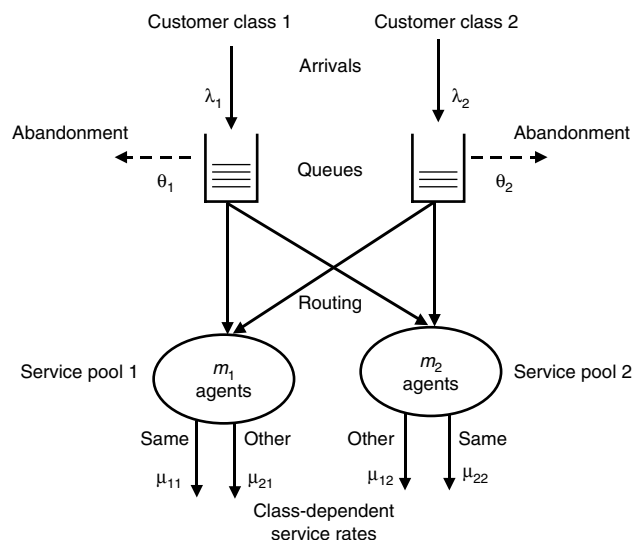 Customer class 1 Customer class 2
Arrivals
λ1 λ2
Abandonment Abandonment
θ1 Queues θ2
Routing
Service pool 1 m1 agents m2 agents Service pool 2
Same Other Other Same
μ11 μ21 μ12 μ22
Class-dependent
service rates